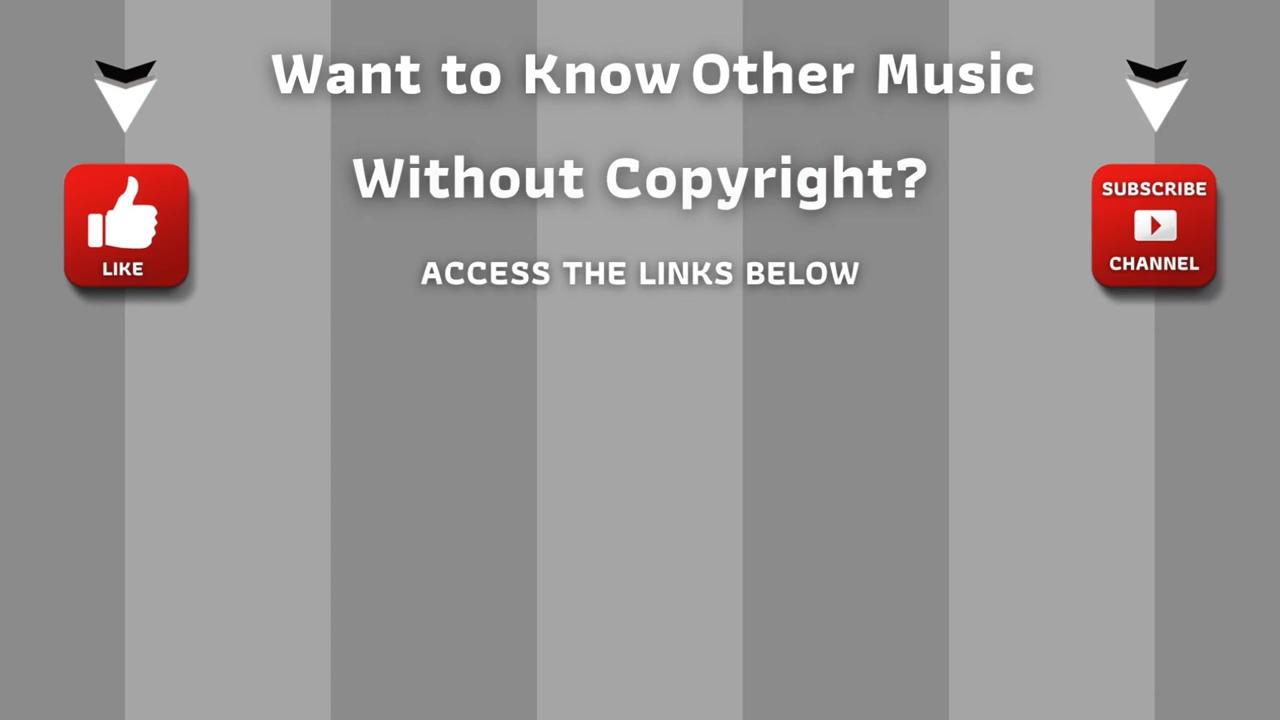 Want to Know Other Music
Without Copyright?
ACCESS THE LINKS BELOW
LIKE
SUBSCRIBE
CHANNEL